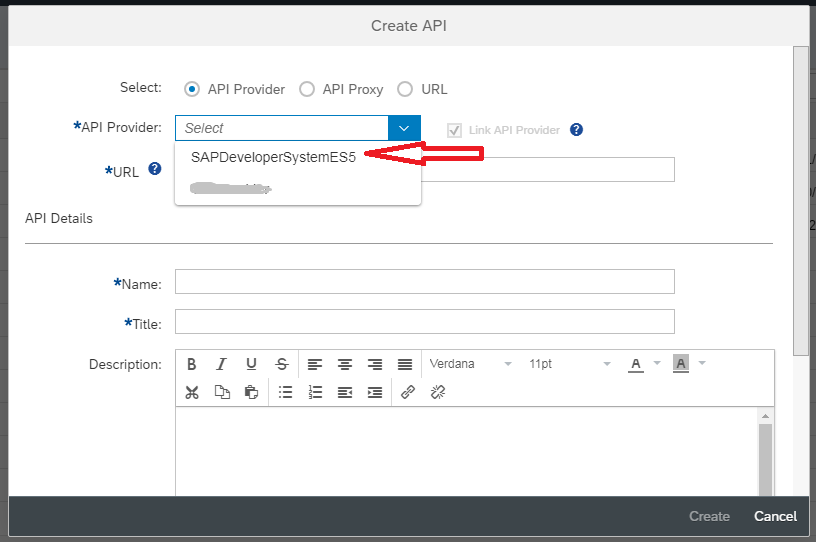 Create API
Select: API Provider API Proxy URL
*API Provider: Select Link API Provider ?
SAPDeveloperSystemES5
*URL ?
API Details
*Name:
*Title:
Description: B I U S Verdana 11pt A A
Create Cancel